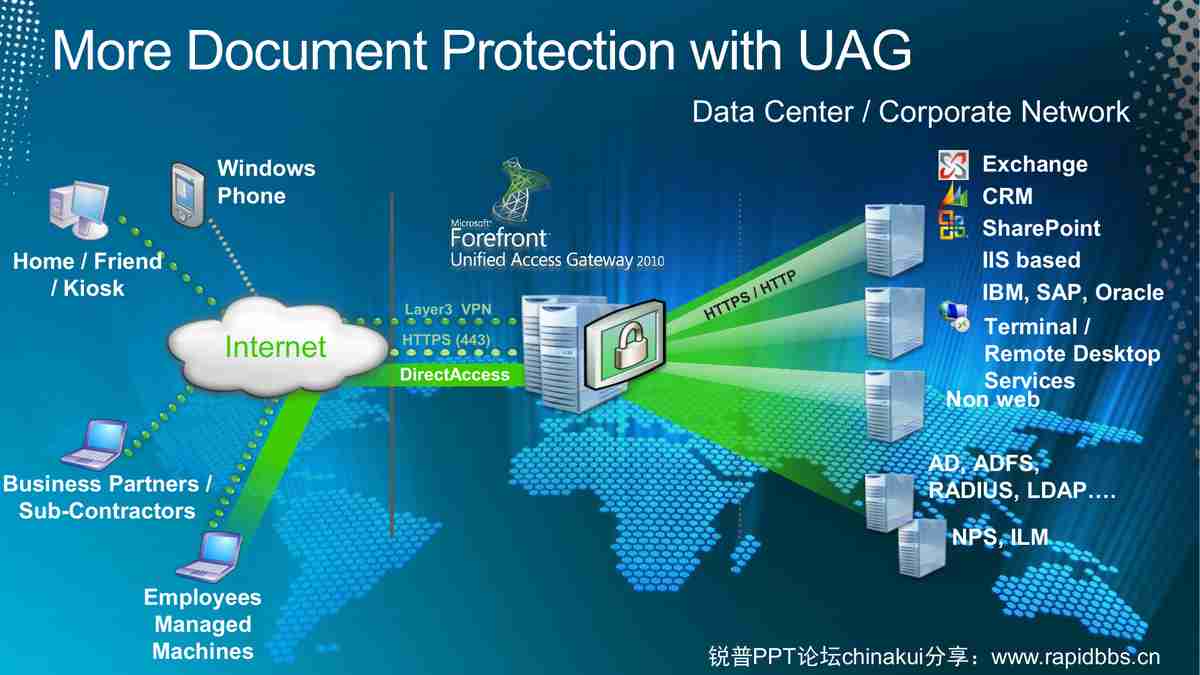 More Document Protection with UAG
Data Center / Corporate Network
Windows
Phone
Home / Friend
/ Kiosk
Internet
Business Partners /
Sub-Contractors
Employees
Managed
Machines
Microsoft
Forefront
Unified Access Gateway 2010
Layer3 VPN
HTTPS (443)
DirectAccess
HTTPS / HTTP
Exchange
CRM
SharePoint
IIS based
IBM, SAP, Oracle
Terminal /
Remote Desktop
Services
Non web
AD, ADFS,
RADIUS, LDAP….
NPS, ILM
锐普PPT论坛chinakui分享：www.rapidbbs.cn